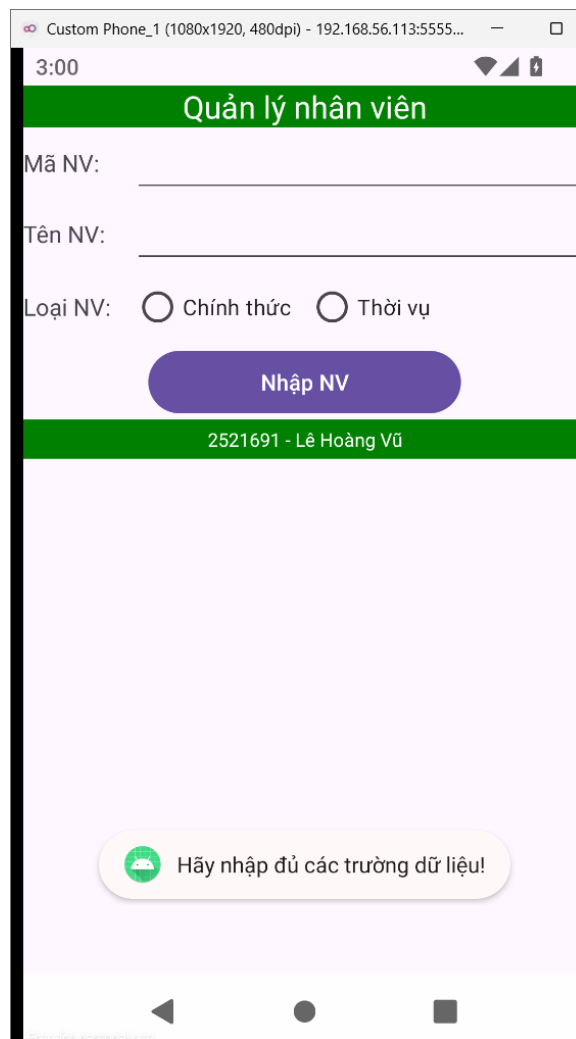 Custom Phone_1 (1080x1920, 480dpi) - 192.168.56.113:5555...
3:00
Quản lý nhân viên
Mã NV:
Tên NV:
Loại NV: Chính thức Thời vụ
Nhập NV
2521691 - Lê Hoàng Vũ
Hãy nhập đủ các trường dữ liệu!